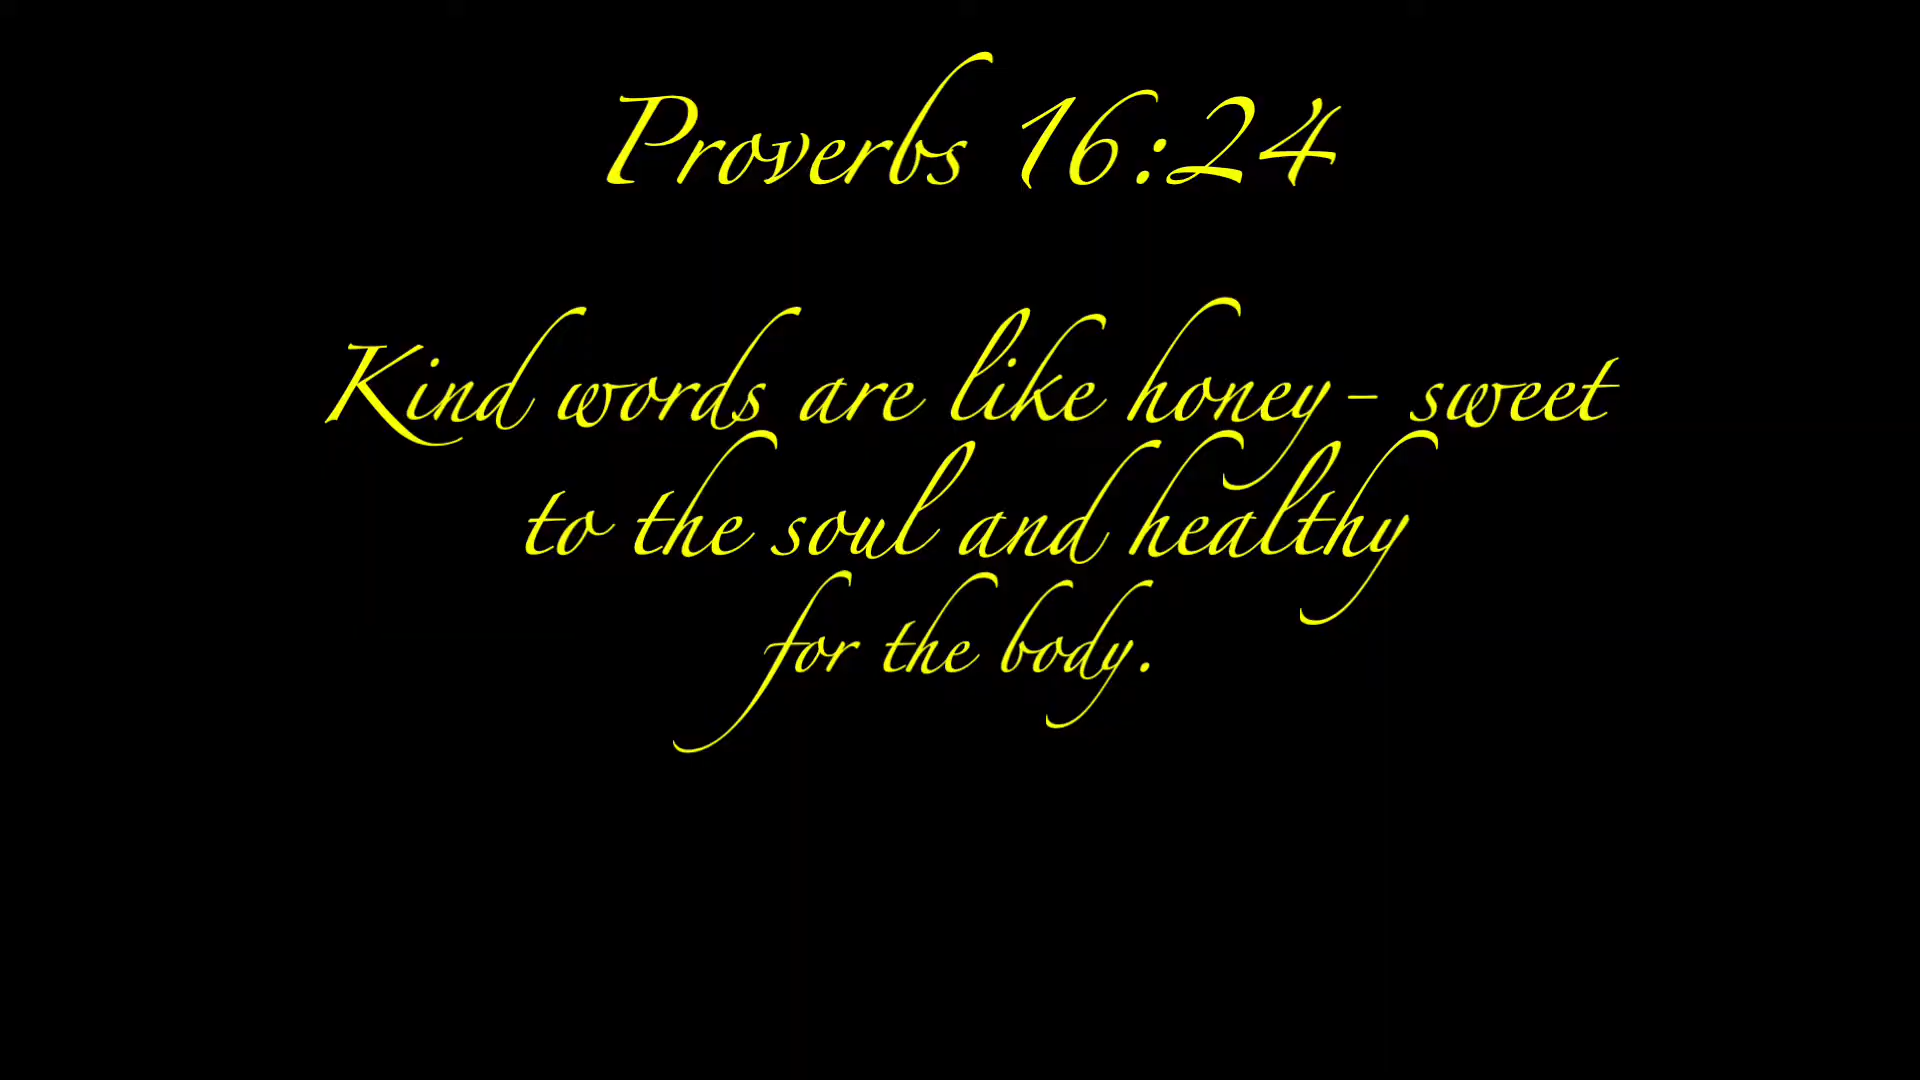 Proverbs 16:24
Kind words are like honey- sweet
to the soul and healthy
for the body.